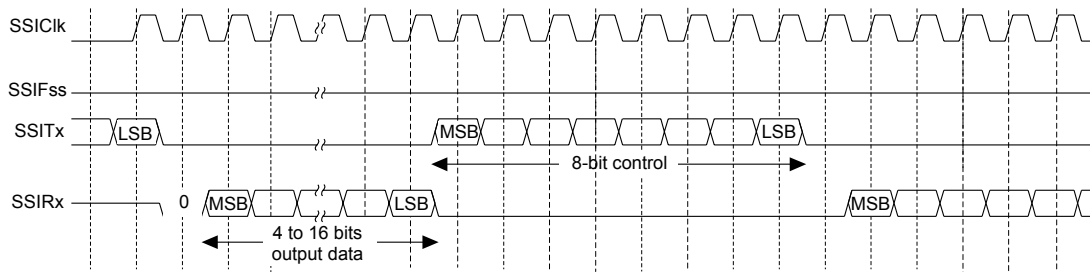 SSIClk
SSIFss
SSITx
LSB
MSB
LSB
8-bit control
SSIRx
0
MSB
LSB
MSB
4 to 16 bits
output data